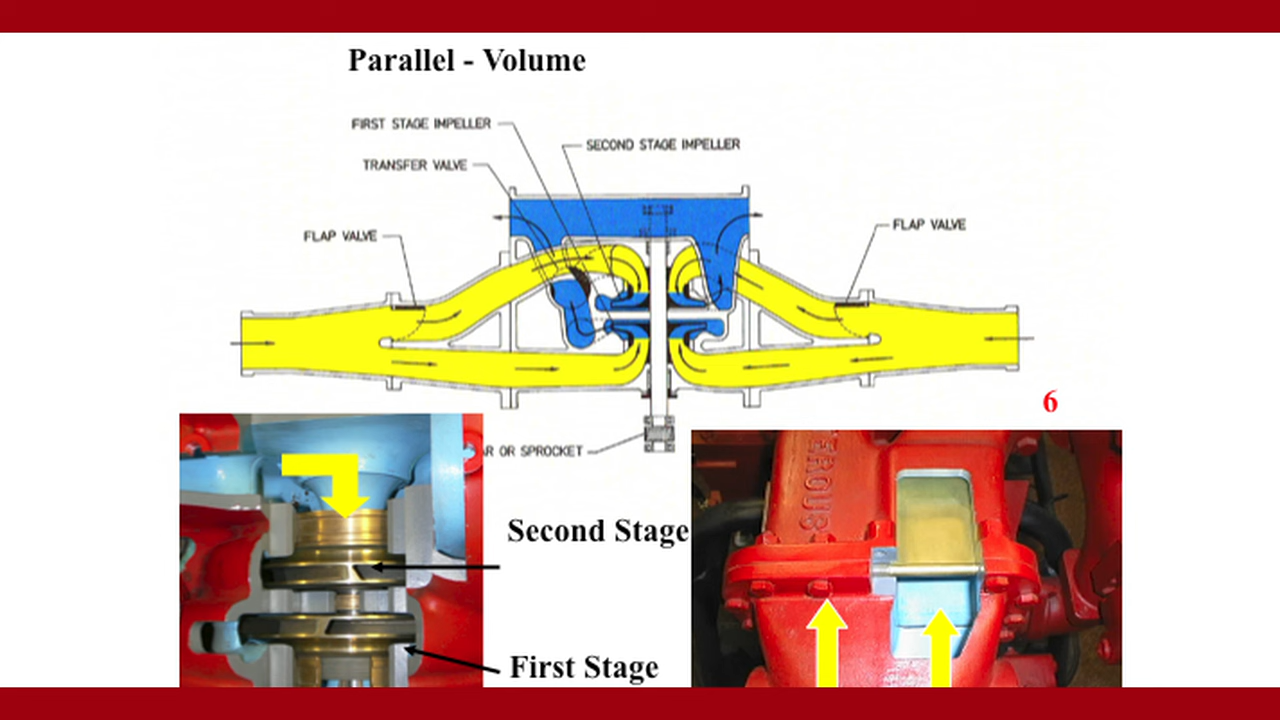 Parallel - Volume
FIRST STAGE IMPELLER
SECOND STAGE IMPELLER
TRANSFER VALVE
FLAP VALVE
FLAP VALVE
6
R OR SPROCKET
Second Stage
First Stage